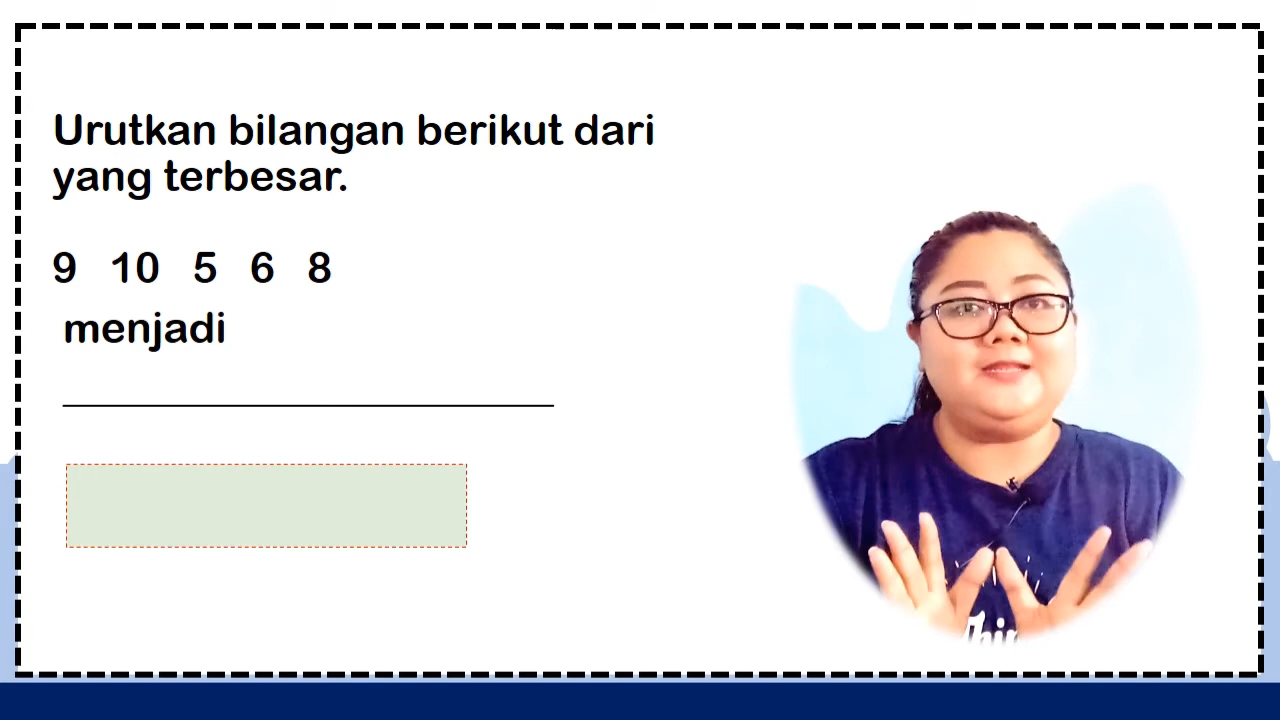 Urutkan bilangan berikut dari
yang terbesar.
9 10 5 6 8
menjadi